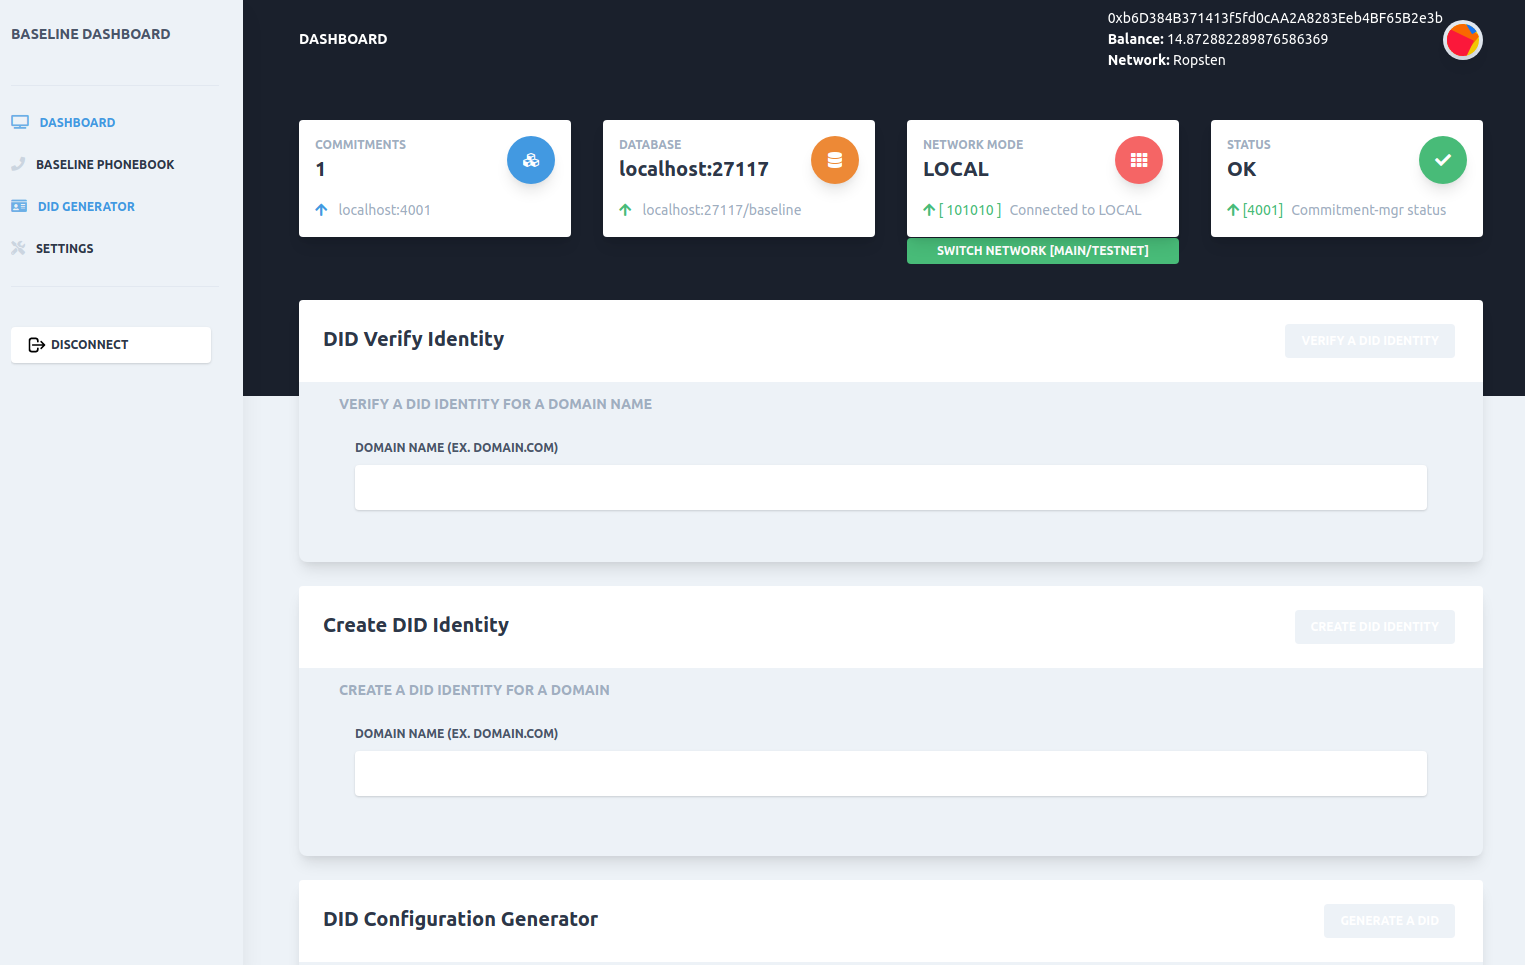 BASELINE DASHBOARD
DASHBOARD
BASELINE PHONEBOOK
DID GENERATOR
SETTINGS
DISCONNECT
DASHBOARD
0xb6D384B371413f5fd0cAA2A8283Eeb4BF65B2e3b
Balance: 14.872882289876586369
Network: Ropsten
COMMITMENTS
1
localhost:4001
DATABASE
localhost:27117
localhost:27117/baseline
NETWORK MODE
LOCAL
[ 101010 ] Connected to LOCAL
SWITCH NETWORK [MAIN/TESTNET]
STATUS
OK
[4001] Commitment-mgr status
DID Verify Identity
VERIFY A DID IDENTITY
VERIFY A DID IDENTITY FOR A DOMAIN NAME
DOMAIN NAME (EX. DOMAIN.COM)
Create DID Identity
CREATE DID IDENTITY
CREATE A DID IDENTITY FOR A DOMAIN
DOMAIN NAME (EX. DOMAIN.COM)
DID Configuration Generator
GENERATE A DID